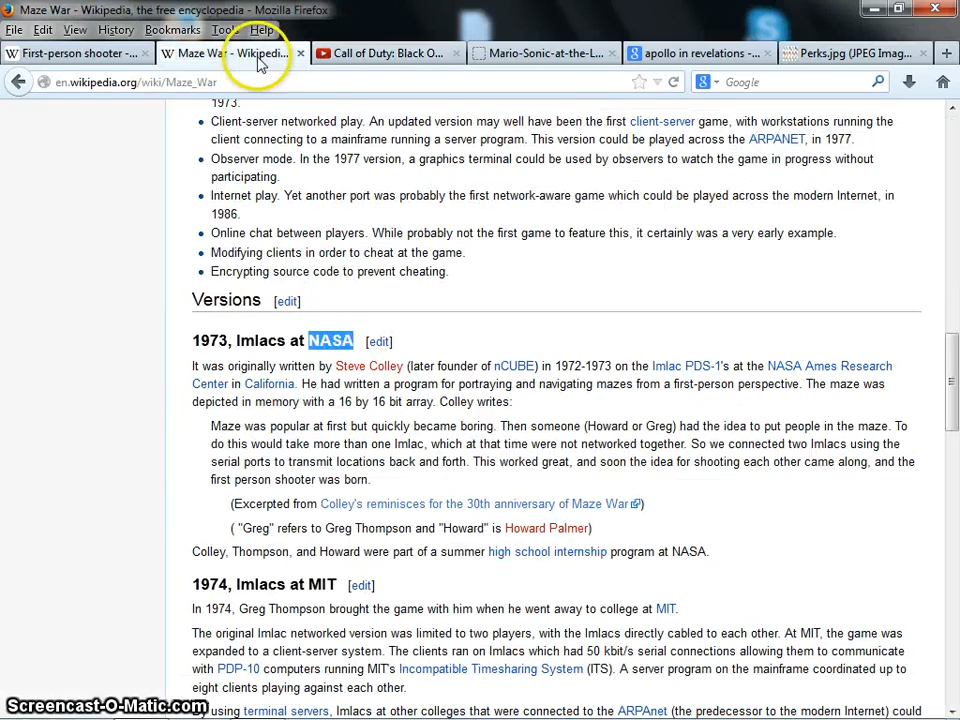 Maze War - Wikipedia, the free encyclopedia - Mozilla Firefox
File Edit View History Bookmarks Tools Help
First-person shooter -... Maze War - Wikipedi... Call of Duty: Black O... Mario-Sonic-at-the-L... apollo in revelations -... Perks.jpg (JPEG Imag...
en.wikipedia.org/wiki/Maze_War Google
1973.
Client-server networked play. An updated version may well have been the first client-server game, with workstations running the
client connecting to a mainframe running a server program. This version could be played across the ARPANET, in 1977.
Observer mode. In the 1977 version, a graphics terminal could be used by observers to watch the game in progress without
participating.
Internet play. Yet another port was probably the first network-aware game which could be played across the modern Internet, in
1986.
Online chat between players. While probably not the first game to feature this, it certainly was a very early example.
Modifying clients in order to cheat at the game.
Encrypting source code to prevent cheating.
Versions [edit]
1973, Imlacs at NASA [edit]
It was originally written by Steve Colley (later founder of nCUBE) in 1972-1973 on the Imlac PDS-1's at the NASA Ames Research
Center in California. He had written a program for portraying and navigating mazes from a first-person perspective. The maze was
depicted in memory with a 16 by 16 bit array. Colley writes:
Maze was popular at first but quickly became boring. Then someone (Howard or Greg) had the idea to put people in the maze. To
do this would take more than one Imlac, which at that time were not networked together. So we connected two Imlacs using the
serial ports to transmit locations back and forth. This worked great, and soon the idea for shooting each other came along, and the
first person shooter was born.
(Excerpted from Colley's reminisces for the 30th anniversary of Maze War)
( "Greg" refers to Greg Thompson and "Howard" is Howard Palmer)
Colley, Thompson, and Howard were part of a summer high school internship program at NASA.
1974, Imlacs at MIT [edit]
In 1974, Greg Thompson brought the game with him when he went away to college at MIT.
The original Imlac networked version was limited to two players, with the Imlacs directly cabled to each other. At MIT, the game was
expanded to a client-server system. The clients ran on Imlacs which had 50 kbit/s serial connections allowing them to communicate
with PDP-10 computers running MIT's Incompatible Timesharing System (ITS). A server program on the mainframe coordinated up to
eight clients playing against each other.
By using terminal servers, Imlacs at other colleges that were connected to the ARPAnet (the predecessor to the modern Internet) could
Screencast-O-Matic.com